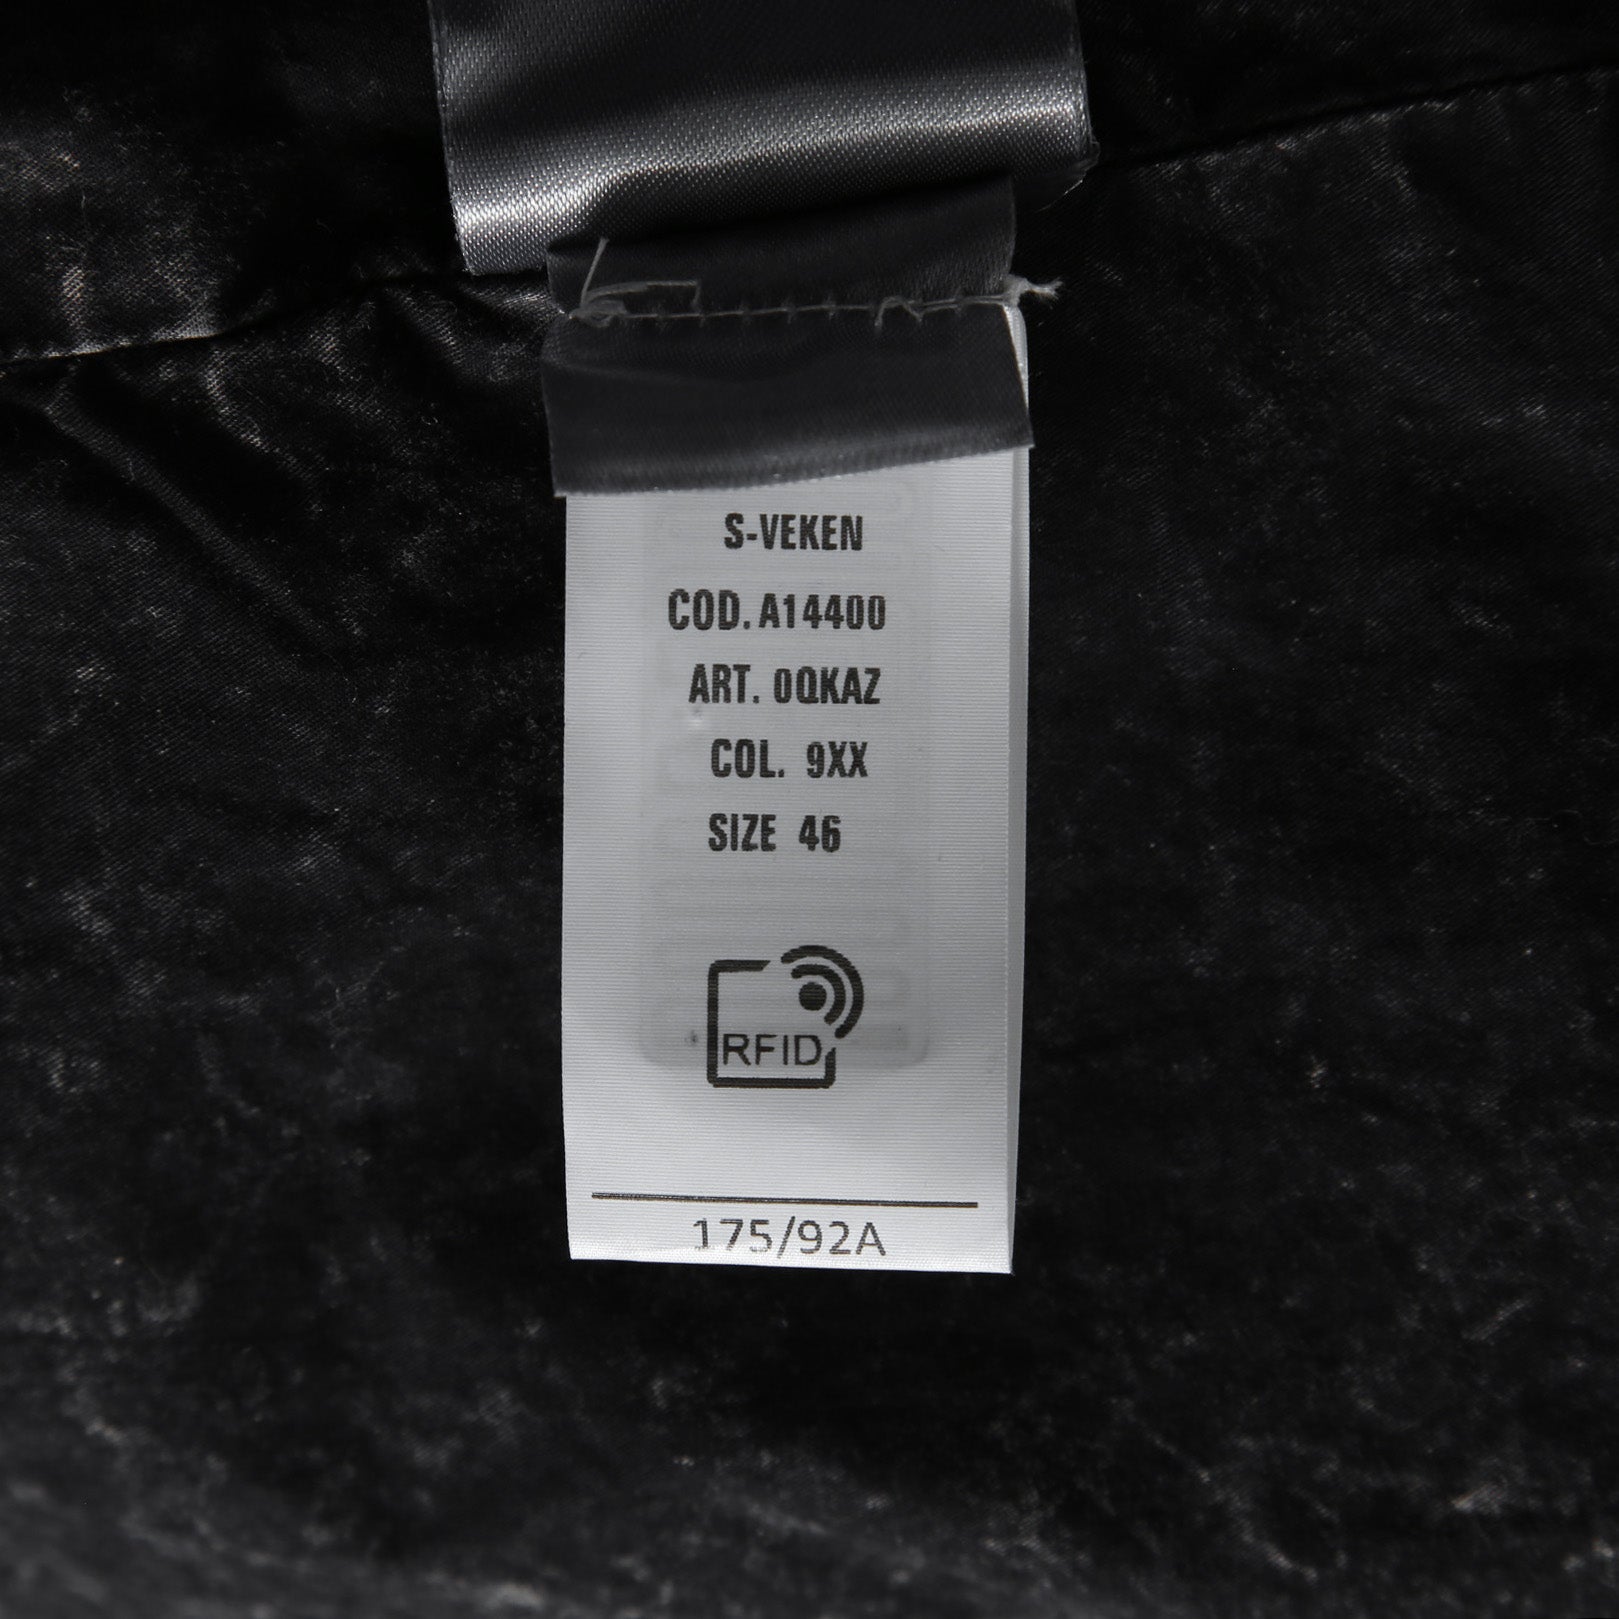 S-VEKEN
COD. A14400
ART. 0QKAZ
COL. 9XX
SIZE 46
RFID
175/92A